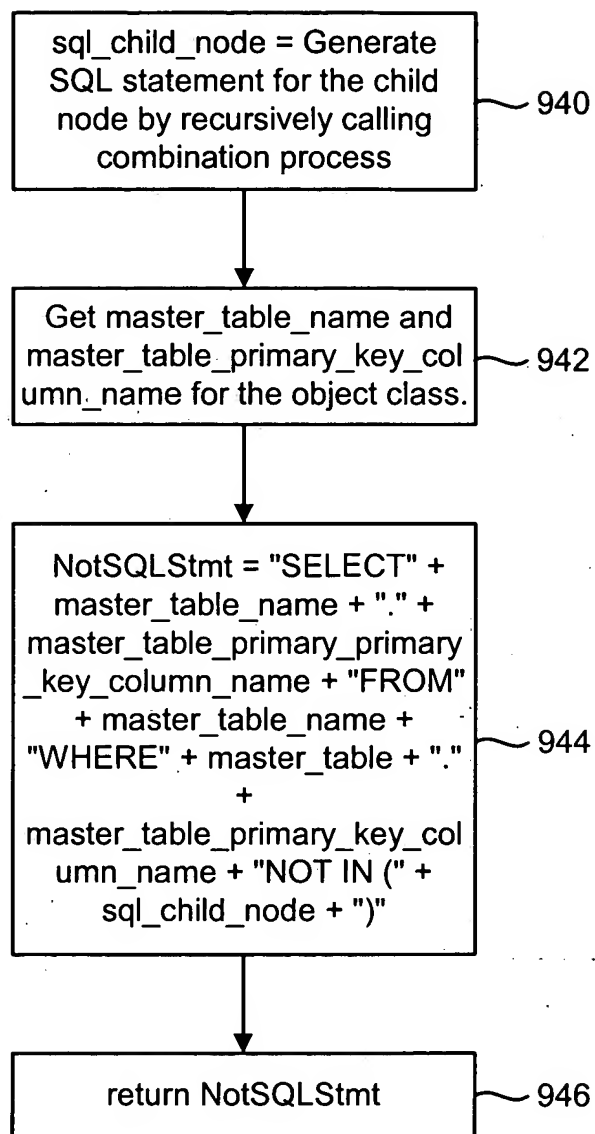 sql_child_node = Generate
SQL statement for the child
node by recursively calling
combination process
940
Get master_table_name and
master_table_primary_key_col
umn_name for the object class.
942
NotSQLStmt = "SELECT" +
master_table_name + "." +
master_table_primary_primary
_key_column_name + "FROM"
+ master_table_name +
"WHERE" + master_table + "."
+
master_table_primary_key_col
umn_name + "NOT IN (" +
sql_child_node + ")"
944
return NotSQLStmt
946